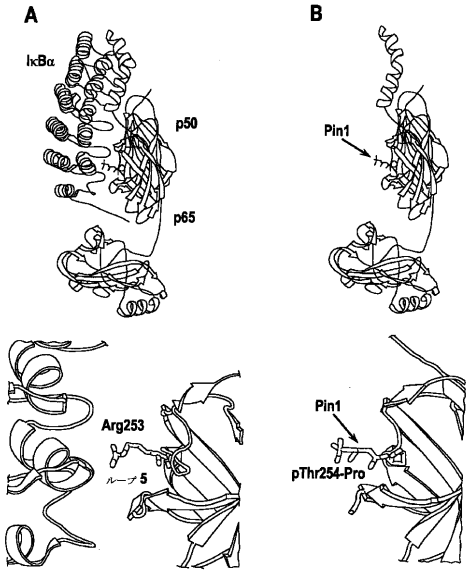 A
B
IκBα
p50
Pin1
p65
Arg253
ループ 5
Pin1
pThr254-Pro